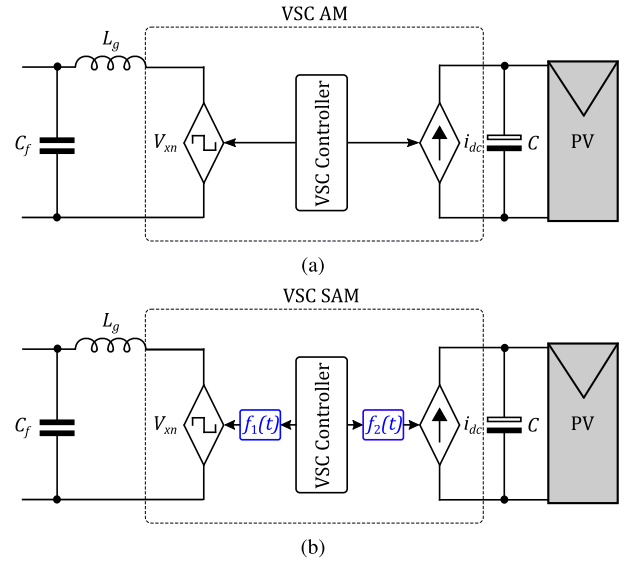 VSC AM
L_g
C_f
V_xn
VSC Controller
i_dc
C
PV
(a)
VSC SAM
L_g
C_f
V_xn
f_1(t)
VSC Controller
f_2(t)
i_dc
C
PV
(b)